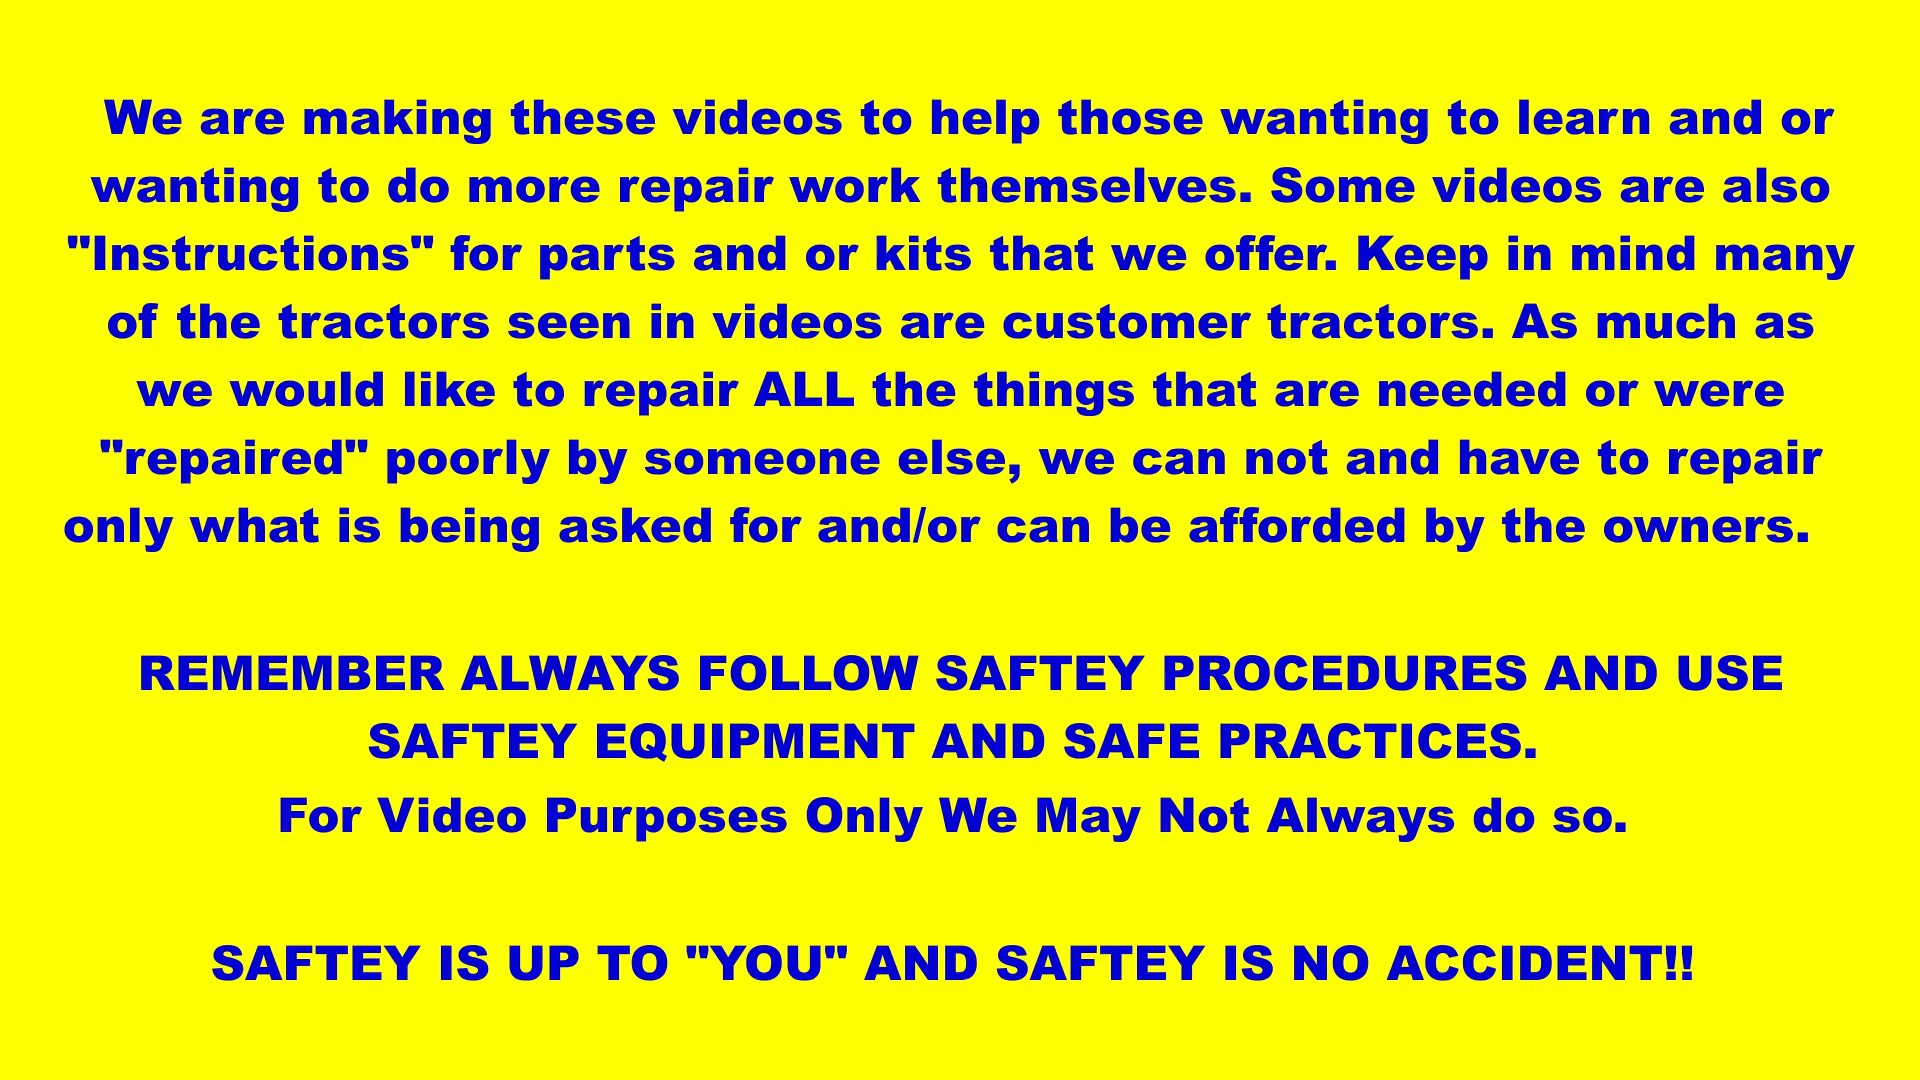 We are making these videos to help those wanting to learn and or
wanting to do more repair work themselves. Some videos are also
"Instructions" for parts and or kits that we offer. Keep in mind many
of the tractors seen in videos are customer tractors. As much as
we would like to repair ALL the things that are needed or were
"repaired" poorly by someone else, we can not and have to repair
only what is being asked for and/or can be afforded by the owners.
REMEMBER ALWAYS FOLLOW SAFTEY PROCEDURES AND USE
SAFTEY EQUIPMENT AND SAFE PRACTICES.
For Video Purposes Only We May Not Always do so.
SAFTEY IS UP TO "YOU" AND SAFTEY IS NO ACCIDENT!!